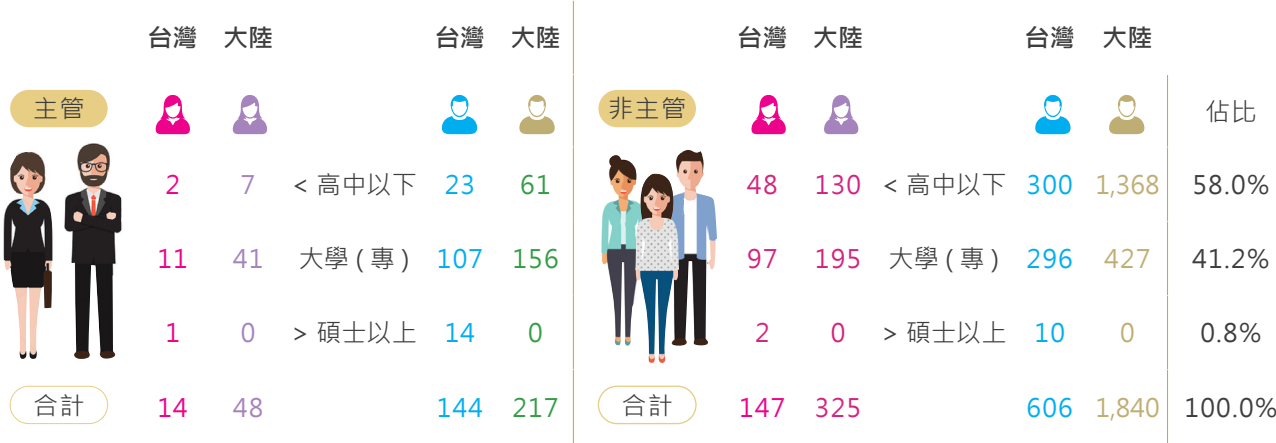 台灣 大陸 台灣 大陸 台灣 大陸 台灣 大陸
主管 非主管 佔比
2 7 < 高中以下 23 61 48 130 < 高中以下 300 1,368 58.0%
11 41 大學 ( 專 ) 107 156 97 195 大學 ( 專 ) 296 427 41.2%
1 0 > 碩士以上 14 0 2 0 > 碩士以上 10 0 0.8%
合計 14 48 144 217 合計 147 325 606 1,840 100.0%